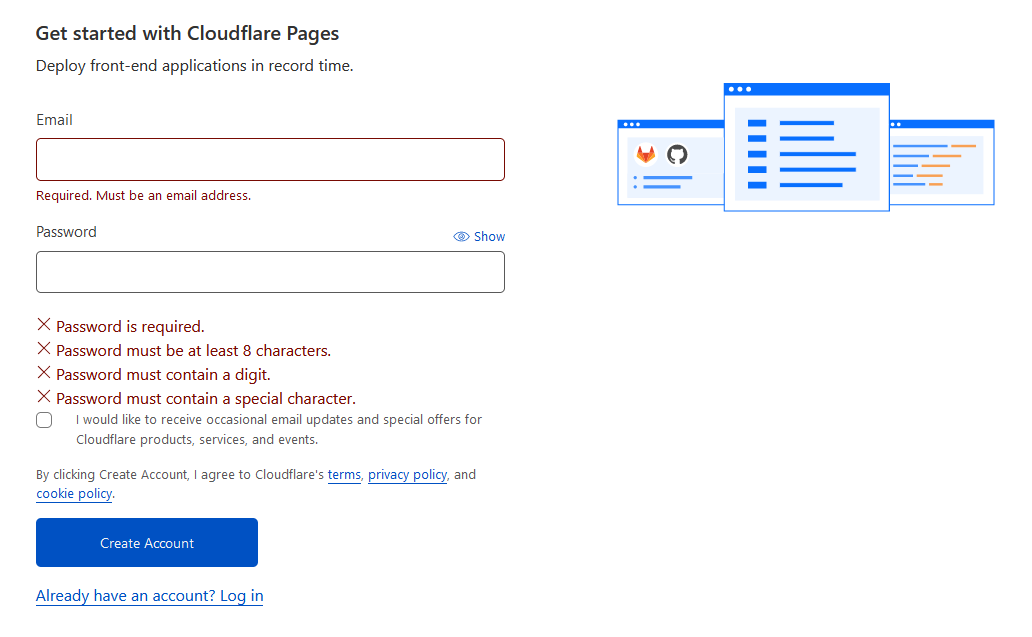 Get started with Cloudflare Pages
Deploy front-end applications in record time.
Email
Required. Must be an email address.
Password
Show
Password is required.
Password must be at least 8 characters.
Password must contain a digit.
Password must contain a special character.
I would like to receive occasional email updates and special offers for
Cloudflare products, services, and events.
By clicking Create Account, I agree to Cloudflare's terms, privacy policy, and
cookie policy.
Create Account
Already have an account? Log in